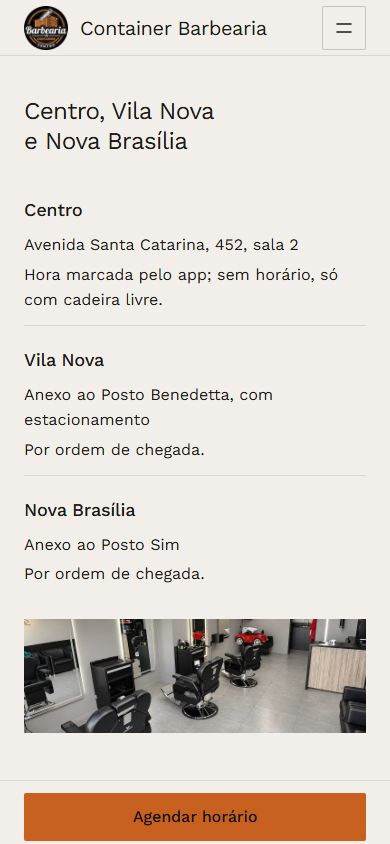 Barbearia
Container Barbearia
Centro, Vila Nova
e Nova Brasília
Centro
Avenida Santa Catarina, 452, sala 2
Hora marcada pelo app; sem horário, só
com cadeira livre.
Vila Nova
Anexo ao Posto Benedetta, com
estacionamento
Por ordem de chegada.
Nova Brasília
Anexo ao Posto Sim
Por ordem de chegada.
Agendar horário